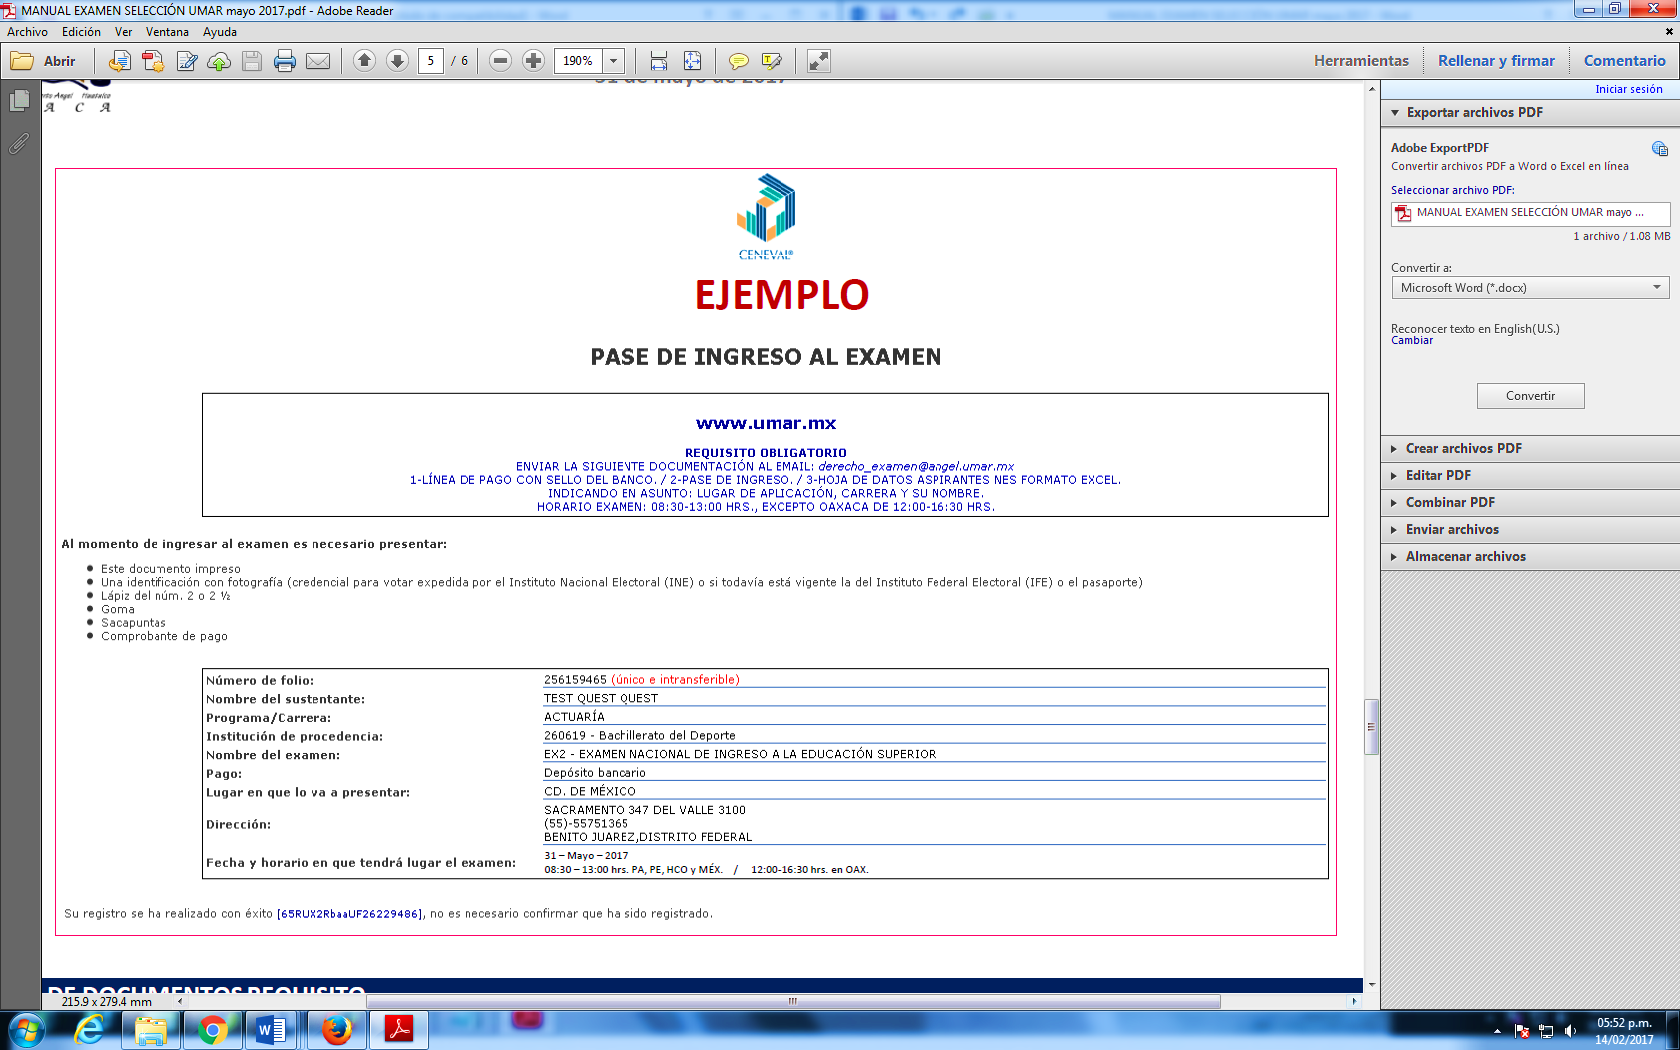 MANUAL EXAMEN SELECCIÓN UMAR mayo 2017.pdf - Adobe Reader
Archivo Edición Ver Ventana Ayuda
Abrir 5 / 6 190% Herramientas Rellenar y firmar Comentario
31 de mayo de 2017
A C A
CENEVAL®
EJEMPLO
PASE DE INGRESO AL EXAMEN
www.umar.mx
REQUISITO OBLIGATORIO
ENVIAR LA SIGUIENTE DOCUMENTACIÓN AL EMAIL: derecho_examen@angel.umar.mx
1-LÍNEA DE PAGO CON SELLO DEL BANCO. / 2-PASE DE INGRESO. / 3-HOJA DE DATOS ASPIRANTES NES FORMATO EXCEL.
INDICANDO EN ASUNTO: LUGAR DE APLICACIÓN, CARRERA Y SU NOMBRE.
HORARIO EXAMEN: 08:30-13:00 HRS., EXCEPTO OAXACA DE 12:00-16:30 HRS.
Al momento de ingresar al examen es necesario presentar:
Este documento impreso
Una identificación con fotografía (credencial para votar expedida por el Instituto Nacional Electoral (INE) o si todavía está vigente la del Instituto Federal Electoral (IFE) o el pasaporte)
Lápiz del núm. 2 o 2 ½
Goma
Sacapuntas
Comprobante de pago
Número de folio: 256159465 (único e intransferible)
Nombre del sustentante: TEST QUEST QUEST
Programa/Carrera: ACTUARÍA
Institución de procedencia: 260619 - Bachillerato del Deporte
Nombre del examen: EX2 - EXAMEN NACIONAL DE INGRESO A LA EDUCACIÓN SUPERIOR
Pago: Depósito bancario
Lugar en que lo va a presentar: CD. DE MÉXICO
Dirección: SACRAMENTO 347 DEL VALLE 3100
(55)-55751365
BENITO JUAREZ,DISTRITO FEDERAL
Fecha y horario en que tendrá lugar el examen: 31 – Mayo – 2017
08:30 – 13:00 hrs. PA, PE, HCO y MÉX. / 12:00-16:30 hrs. en OAX.
Su registro se ha realizado con éxito [65RUX2RbaaUF26229486], no es necesario confirmar que ha sido registrado.
DE DOCUMENTOS REQUISITO
215.9 x 279.4 mm
Iniciar sesión
Exportar archivos PDF
Adobe ExportPDF
Convertir archivos PDF a Word o Excel en línea
Seleccionar archivo PDF:
MANUAL EXAMEN SELECCIÓN UMAR mayo ...
1 archivo / 1.08 MB
Convertir a:
Microsoft Word (*.docx)
Reconocer texto en English(U.S.)
Cambiar
Convertir
Crear archivos PDF
Editar PDF
Combinar PDF
Enviar archivos
Almacenar archivos
05:52 p.m.
14/02/2017